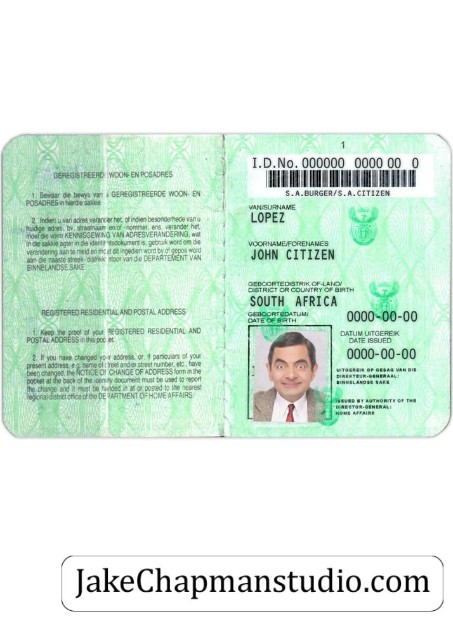 GEREGISTREERDE WOON- EN POSADRES
1. Bewaar die bewys van u GEREGISTREERDE WOON- EN
POSADRES in hierdie sakkie.
2. Indien u van adres verander het, of indien besonderhede van u
huidige adres, bv. straatnaam en/of -nommer, ens. verander het,
moet die vorm KENNISGEWING VAN ADRESVERANDERING, wat
in die sakkie agter in die identiteitsdokument is, gebruik word om die
verandering aan te meld en moet dit ingedien word by of gepos word
aan die naaste streek- distrikskantoor van die DEPARTEMENT VAN
BINNELANDSE SAKE.
REGISTERED RESIDENTIAL AND POSTAL ADDRESS
1. Keep the proof of your REGISTERED RESIDENTIAL AND
POSTAL ADDRESS in this pocket.
2. If you have changed your address, or, if particulars of your
present address, e.g. name of street and/or street number, etc., have
been changed, the NOTICE OF CHANGE OF ADDRESS form in the
pocket at the back of the identity document must be used to report
the change, and it must be handed in at or posted to the nearest
regional/district office of the DEPARTMENT OF HOME AFFAIRS.
1
I.D.No. 000000 0000 00 0
S.A.BURGER/S.A.CITIZEN
VAN/SURNAME
LOPEZ
VOORNAME/FORENAMES
JOHN CITIZEN
GEBOORTEDISTRIK-OF-LAND/
DISTRICT OR COUNTRY OF BIRTH
SOUTH AFRICA
GEBOORTEDATUM/
DATE OF BIRTH
0000-00-00
DATUM UITGEREIK
DATE ISSUED
0000-00-00
UITGEREIK OP GESAG VAN DIE
DIREKTEUR-GENERAAL:
BINNELANDSE SAKE
ISSUED BY AUTHORITY OF THE
DIRECTOR-GENERAL:
HOME AFFAIRS
JakeChapmanstudio.com